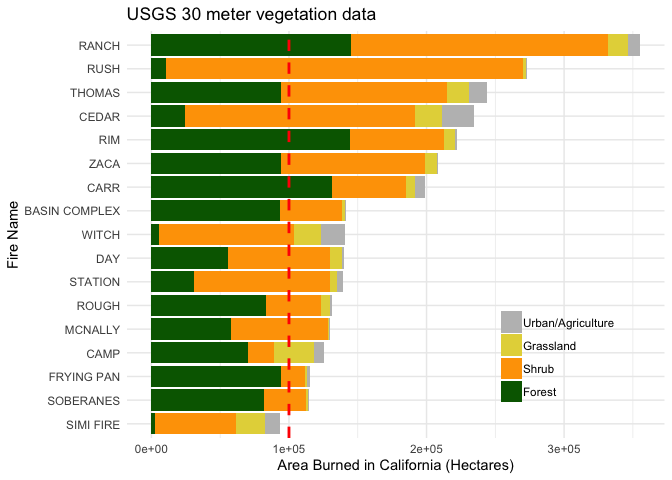 USGS 30 meter vegetation data
Fire Name
RANCH
RUSH
THOMAS
CEDAR
RIM
ZACA
CARR
BASIN COMPLEX
WITCH
DAY
STATION
ROUGH
MCNALLY
CAMP
FRYING PAN
SOBERANES
SIMI FIRE
Urban/Agriculture
Grassland
Shrub
Forest
0e+00 1e+05 2e+05 3e+05
Area Burned in California (Hectares)